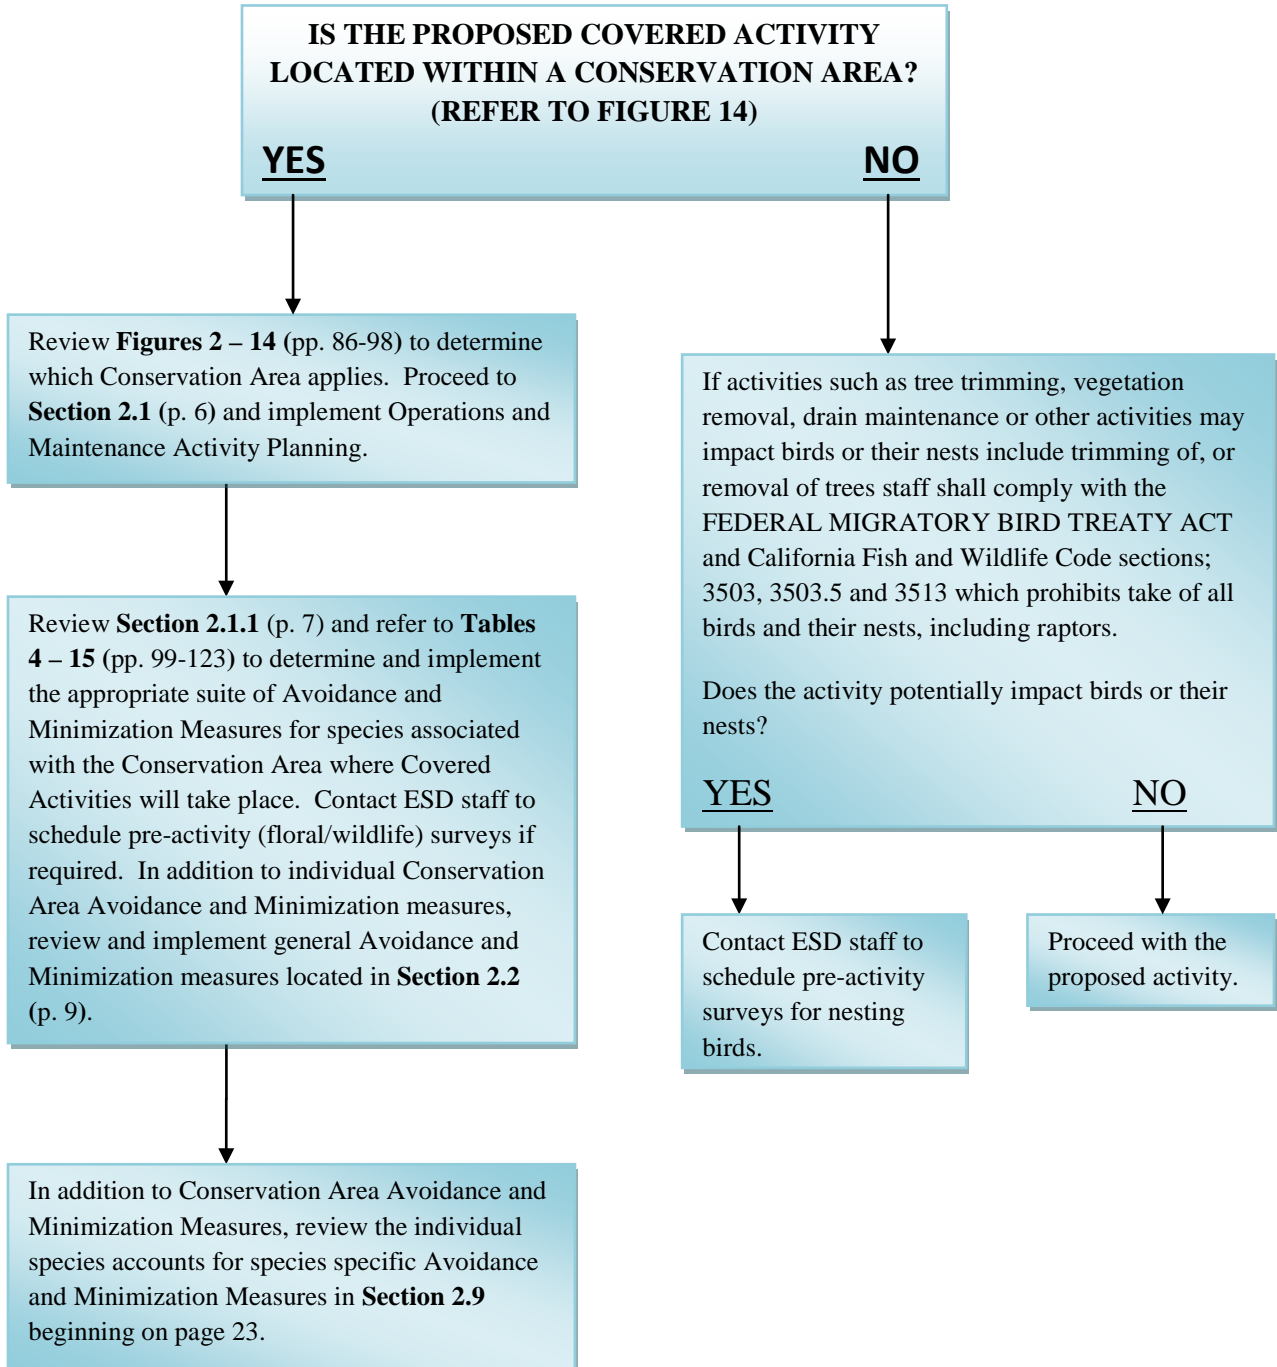 IS THE PROPOSED COVERED ACTIVITY
LOCATED WITHIN A CONSERVATION AREA?
(REFER TO FIGURE 14)
YES
NO
Review Figures 2 – 14 (pp. 86-98) to determine
which Conservation Area applies. Proceed to
Section 2.1 (p. 6) and implement Operations and
Maintenance Activity Planning.
Review Section 2.1.1 (p. 7) and refer to Tables
4 – 15 (pp. 99-123) to determine and implement
the appropriate suite of Avoidance and
Minimization Measures for species associated
with the Conservation Area where Covered
Activities will take place. Contact ESD staff to
schedule pre-activity (floral/wildlife) surveys if
required. In addition to individual Conservation
Area Avoidance and Minimization measures,
review and implement general Avoidance and
Minimization measures located in Section 2.2
(p. 9).
In addition to Conservation Area Avoidance and
Minimization Measures, review the individual
species accounts for species specific Avoidance
and Minimization Measures in Section 2.9
beginning on page 23.
If activities such as tree trimming, vegetation
removal, drain maintenance or other activities may
impact birds or their nests include trimming of, or
removal of trees staff shall comply with the
FEDERAL MIGRATORY BIRD TREATY ACT
and California Fish and Wildlife Code sections;
3503, 3503.5 and 3513 which prohibits take of all
birds and their nests, including raptors.
Does the activity potentially impact birds or their
nests?
YES
NO
Contact ESD staff to
schedule pre-activity
surveys for nesting
birds.
Proceed with the
proposed activity.